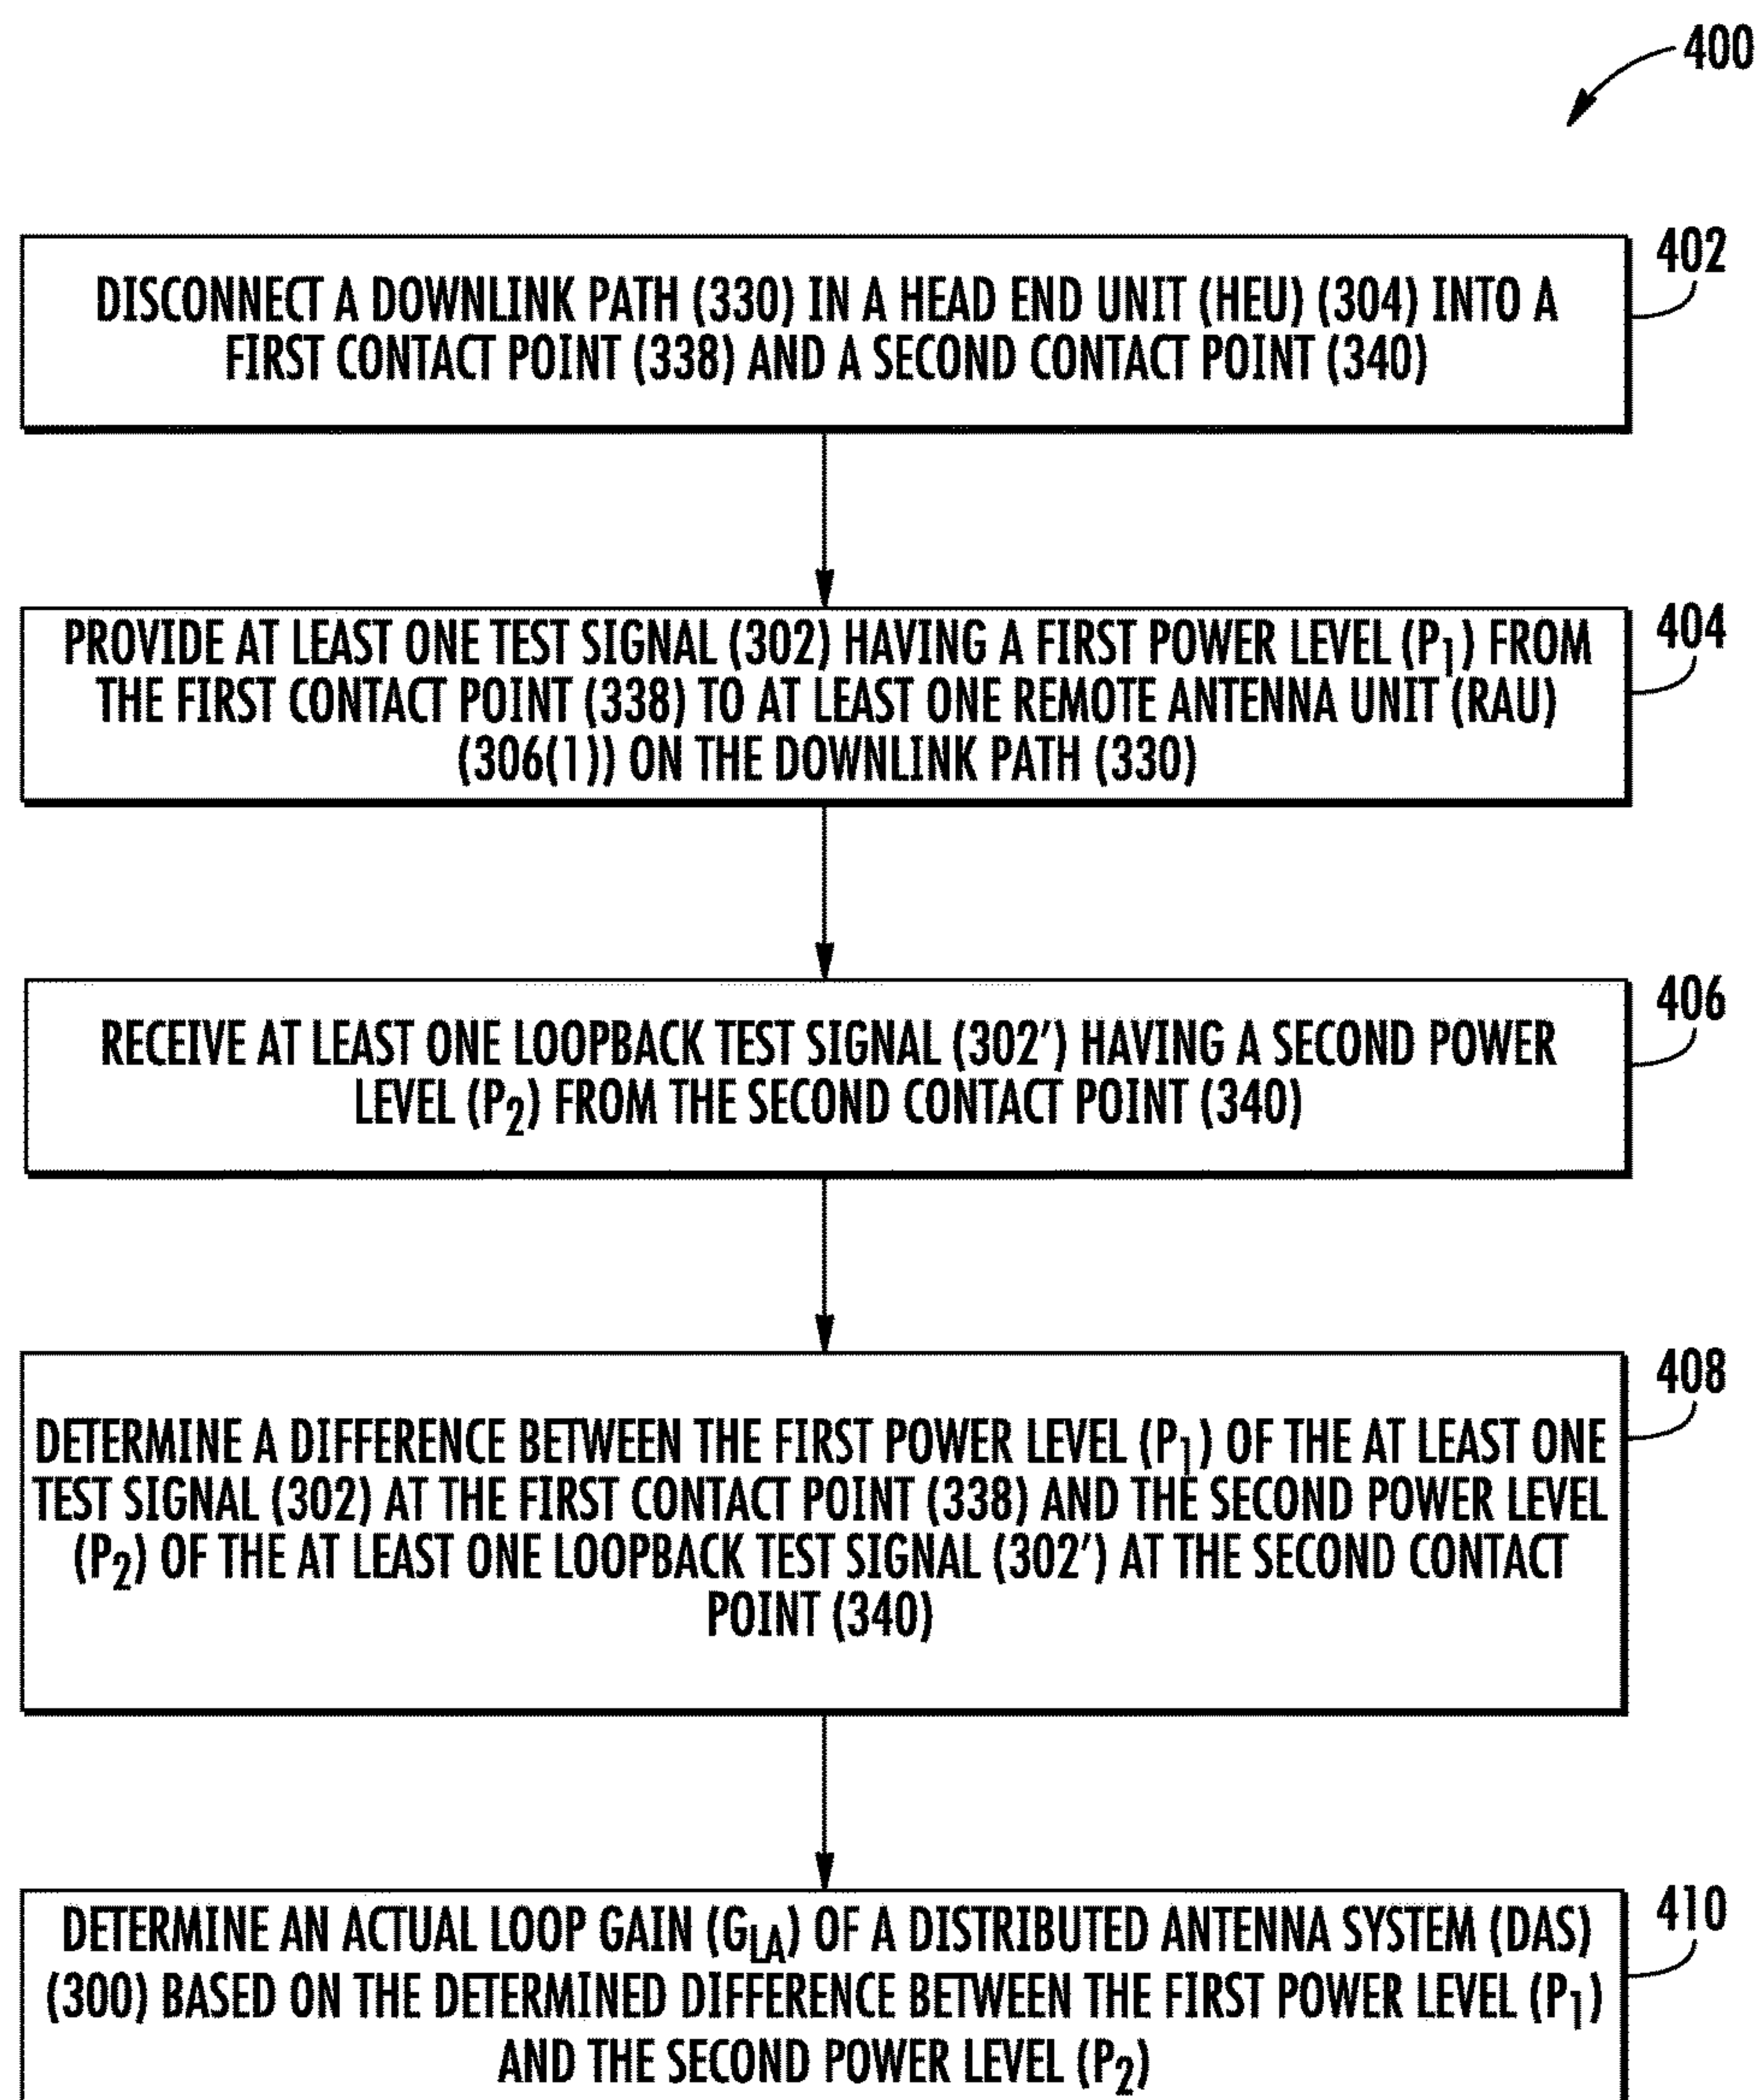 400
402
DISCONNECT A DOWNLINK PATH (330) IN A HEAD END UNIT (HEU) (304) INTO A
FIRST CONTACT POINT (338) AND A SECOND CONTACT POINT (340)
404
PROVIDE AT LEAST ONE TEST SIGNAL (302) HAVING A FIRST POWER LEVEL (P1) FROM
THE FIRST CONTACT POINT (338) TO AT LEAST ONE REMOTE ANTENNA UNIT (RAU)
(306(1)) ON THE DOWNLINK PATH (330)
406
RECEIVE AT LEAST ONE LOOPBACK TEST SIGNAL (302') HAVING A SECOND POWER
LEVEL (P2) FROM THE SECOND CONTACT POINT (340)
408
DETERMINE A DIFFERENCE BETWEEN THE FIRST POWER LEVEL (P1) OF THE AT LEAST ONE
TEST SIGNAL (302) AT THE FIRST CONTACT POINT (338) AND THE SECOND POWER LEVEL
(P2) OF THE AT LEAST ONE LOOPBACK TEST SIGNAL (302') AT THE SECOND CONTACT
POINT (340)
410
DETERMINE AN ACTUAL LOOP GAIN (GLA) OF A DISTRIBUTED ANTENNA SYSTEM (DAS)
(300) BASED ON THE DETERMINED DIFFERENCE BETWEEN THE FIRST POWER LEVEL (P1)
AND THE SECOND POWER LEVEL (P2)